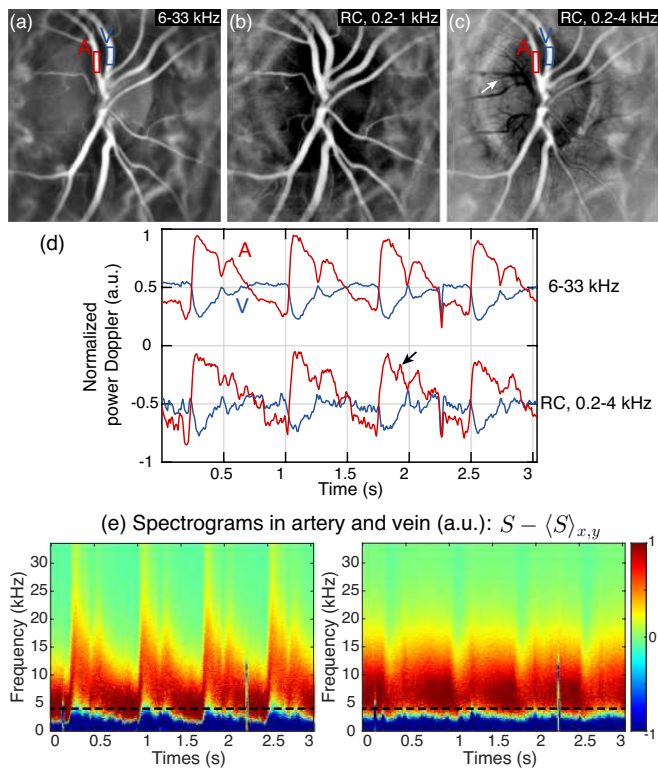 (a) 6-33 kHz
A V
(b) RC, 0.2-1 kHz
(c) RC, 0.2-4 kHz
A V
(d)
Normalized
power Doppler (a.u.)
1
0.5
0
-0.5
-1
A
V
6-33 kHz
RC, 0.2-4 kHz
0.5 1 1.5 2 2.5 3
Time (s)
(e) Spectrograms in artery and vein (a.u.): S − ⟨S⟩x,y
Frequency (kHz)
30
25
20
15
10
5
0
0 0.5 1 1.5 2 2.5 3
Times (s)
Frequency (kHz)
30
25
20
15
10
5
0
0 0.5 1 1.5 2 2.5 3
Times (s)
1
0
-1